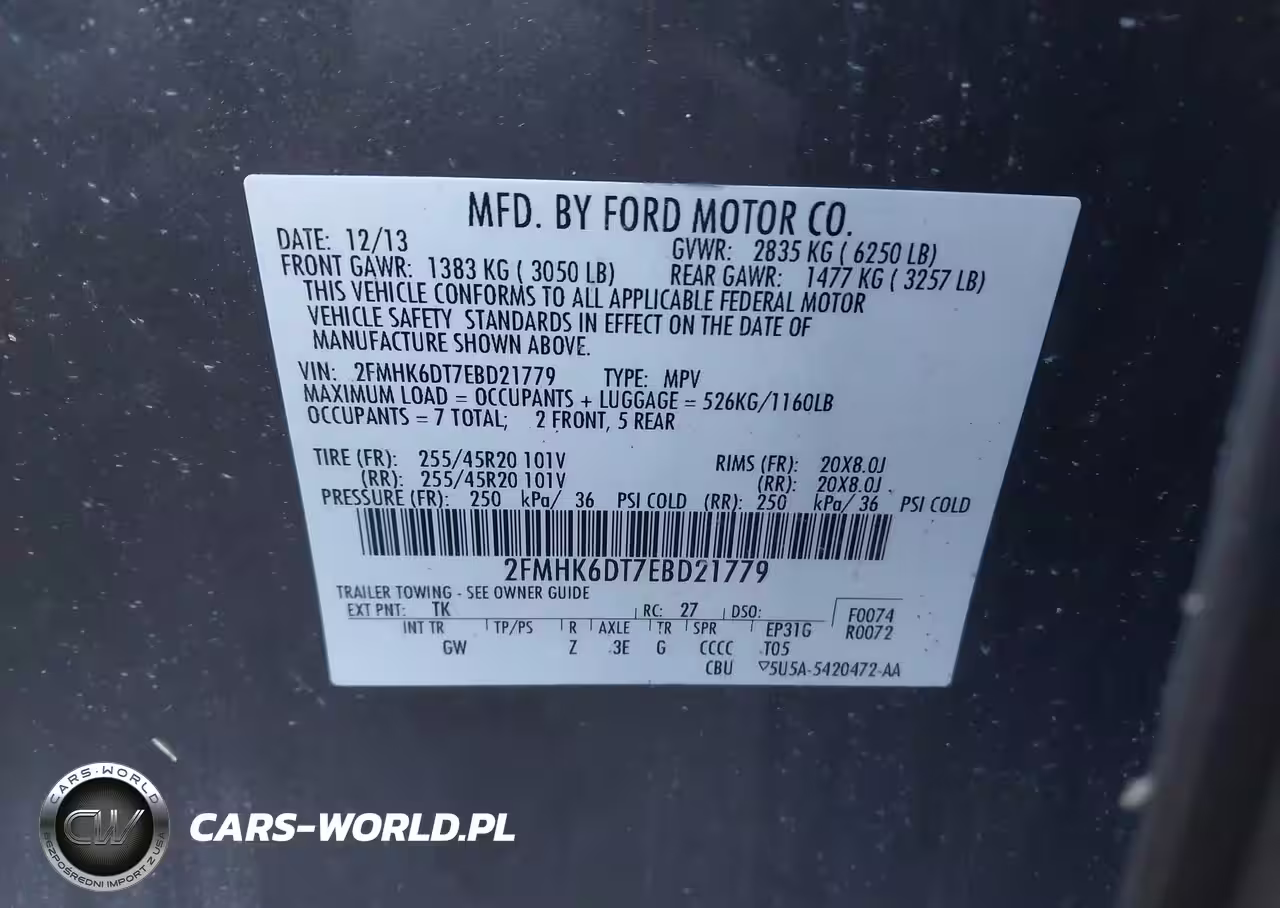 MFD. BY FORD MOTOR CO.
DATE: 12/13 GVWR: 2835 KG ( 6250 LB)
FRONT GAWR: 1383 KG ( 3050 LB) REAR GAWR: 1477 KG ( 3257 LB)
THIS VEHICLE CONFORMS TO ALL APPLICABLE FEDERAL MOTOR
VEHICLE SAFETY STANDARDS IN EFFECT ON THE DATE OF
MANUFACTURE SHOWN ABOVE.
VIN: 2FMHK6DT7EBD21779 TYPE: MPV
MAXIMUM LOAD = OCCUPANTS + LUGGAGE = 526KG/1160LB
OCCUPANTS = 7 TOTAL; 2 FRONT, 5 REAR
TIRE (FR): 255/45R20 101V RIMS (FR): 20X8.0J
(RR): 255/45R20 101V (RR): 20X8.0J
PRESSURE (FR): 250 kPa/ 36 PSI COLD (RR): 250 kPa/ 36 PSI COLD
2FMHK6DT7EBD21779
TRAILER TOWING - SEE OWNER GUIDE
EXT PNT: TK RC: 27 DSO: F0074
INT TR TP/PS R AXLE TR SPR EP31G R0072
GW Z 3E G CCCC T05
CBU ▽5U5A-5420472-AA
CARS-WORLD
CW
BEZPOŚREDNI IMPORT Z USA
CARS-WORLD.PL